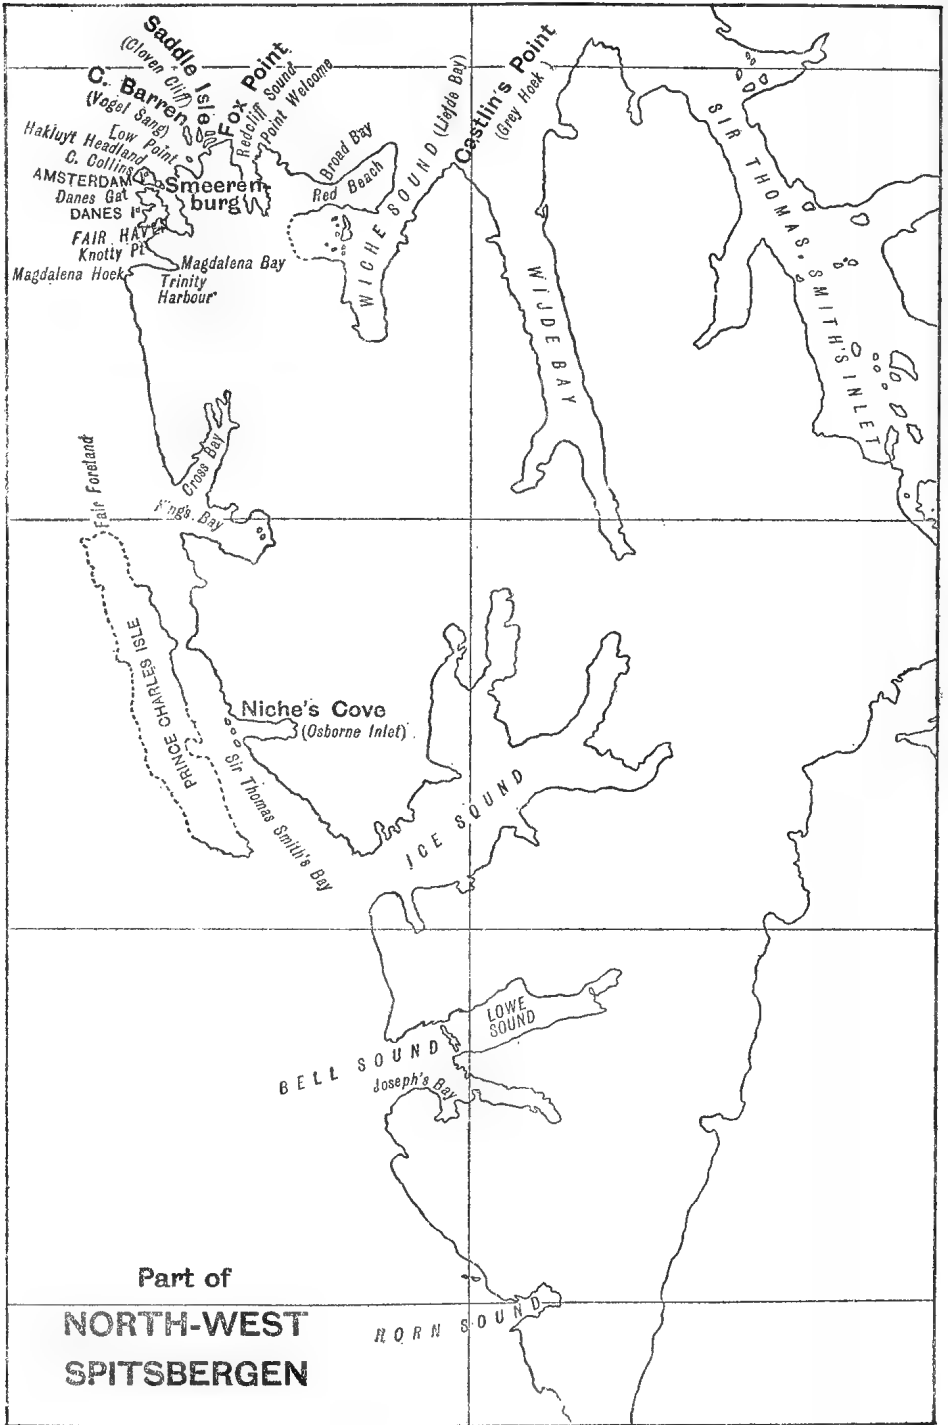 Saddle Isle
(Cloven Cliff)
C. Barren
(Vogel Sang)
Fox Point
Redcliff Sound
Point Welcome
Low Point
Hakluyt Headland
C. Collins
AMSTERDAM
Danes Gat
DANES Id
Smeeren-
burg
FAIR HAVEN
Knotty Pt
Magdalena Hoek
Magdalena Bay
Trinity
Harbour
Broad Bay
Red Beach
WICHE SOUND (Liefde Bay)
Castlin's Point
(Grey Hoek)
WIJDE BAY
SIR THOMAS SMITH'S INLET
Cross Bay
King's Bay
Fair Foreland
PRINCE CHARLES ISLE
Niche's Cove
(Osborne Inlet)
Sir Thomas Smith's Bay
ICE SOUND
LOWE
SOUND
BELL SOUND
Joseph's Bay
HORN SOUND
Part of
NORTH-WEST
SPITSBERGEN